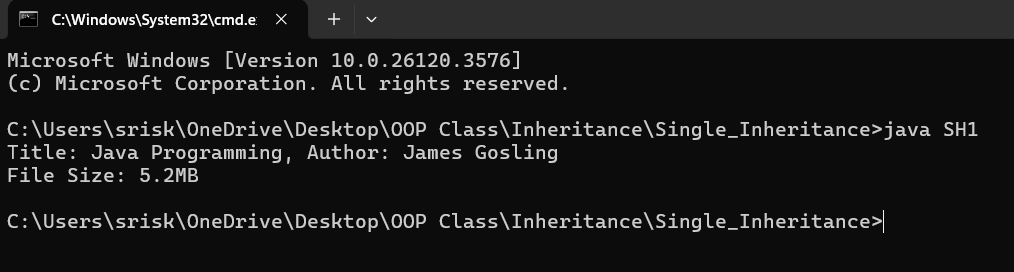 C:\Windows\System32\cmd.e
Microsoft Windows [Version 10.0.26120.3576]
(c) Microsoft Corporation. All rights reserved.
C:\Users\srisk\OneDrive\Desktop\OOP Class\Inheritance\Single_Inheritance>java SH1
Title: Java Programming, Author: James Gosling
File Size: 5.2MB
C:\Users\srisk\OneDrive\Desktop\OOP Class\Inheritance\Single_Inheritance>